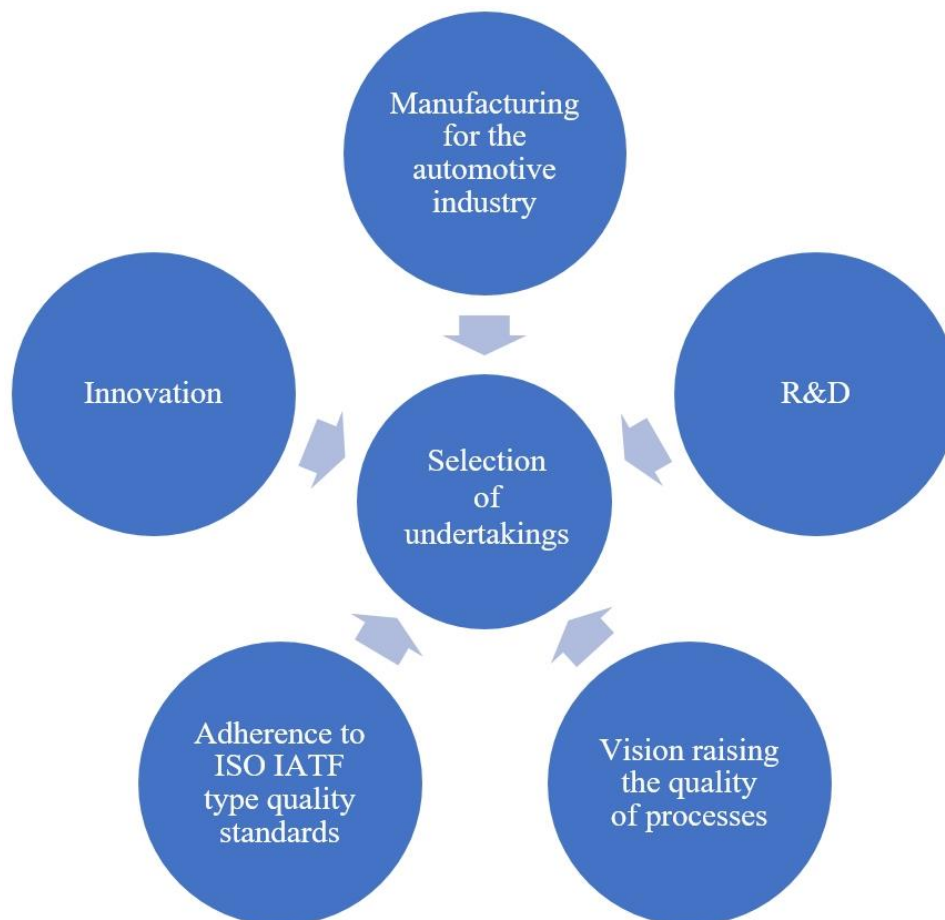 Manufacturing
for the
automotive
industry
Innovation
R&D
Selection
of
undertakings
Adherence to
ISO IATF
type quality
standards
Vision raising
the quality
of processes